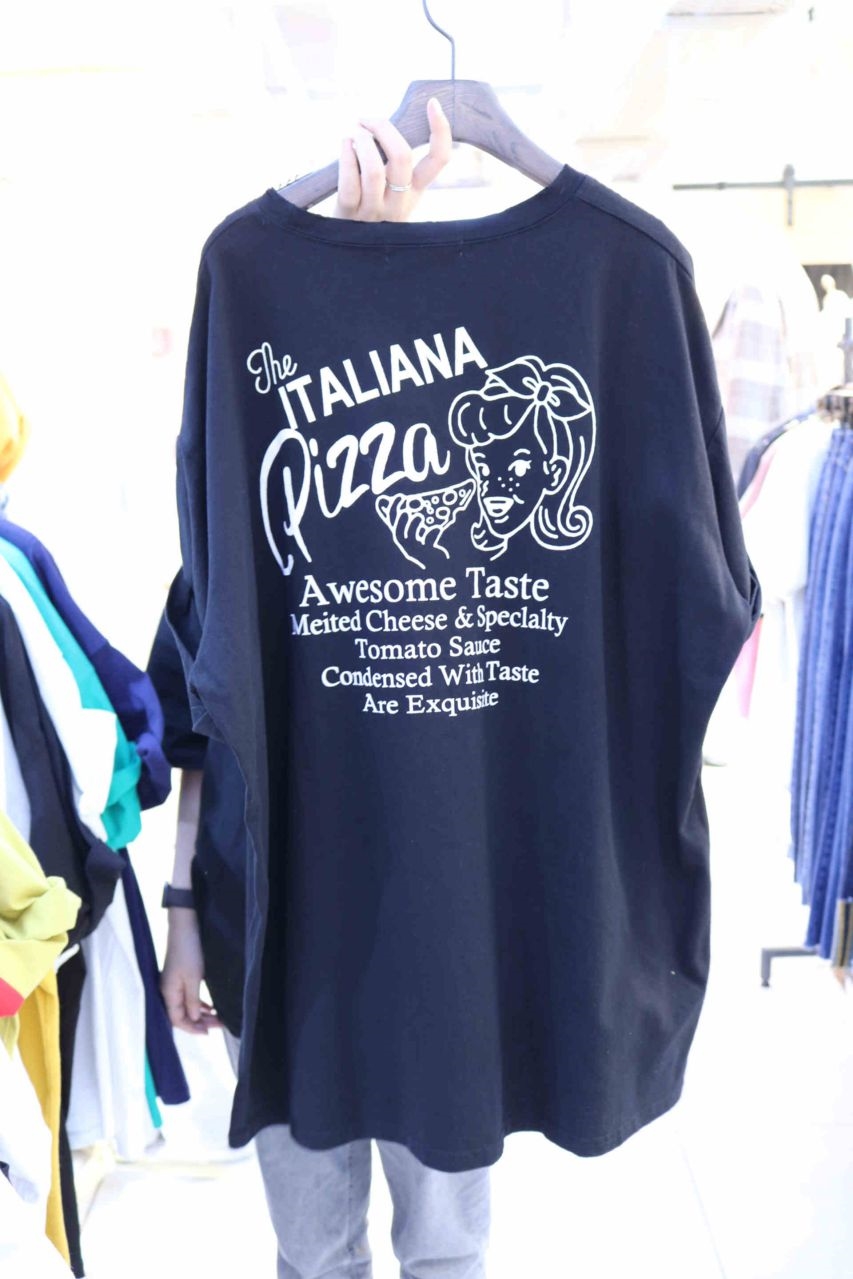 The
ITALIANA
Pizza
Awesome Taste
Meited Cheese & Speclalty
Tomato Sauce
Condensed With Taste
Are Exquisite